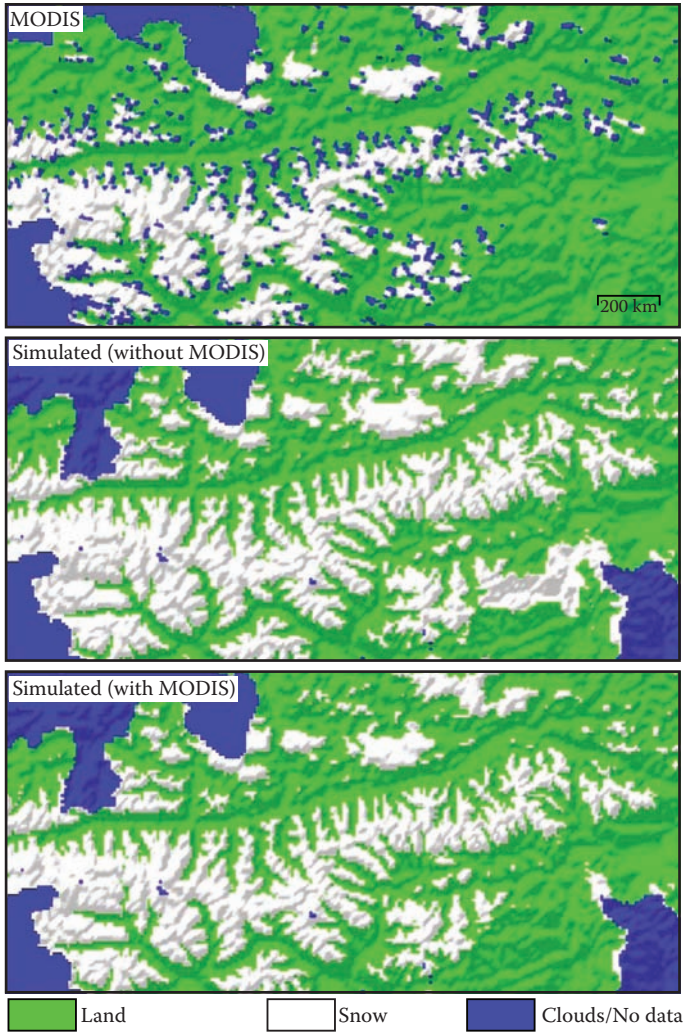 MODIS
200 km
Simulated (without MODIS)
Simulated (with MODIS)
Land
Snow
Clouds/No data